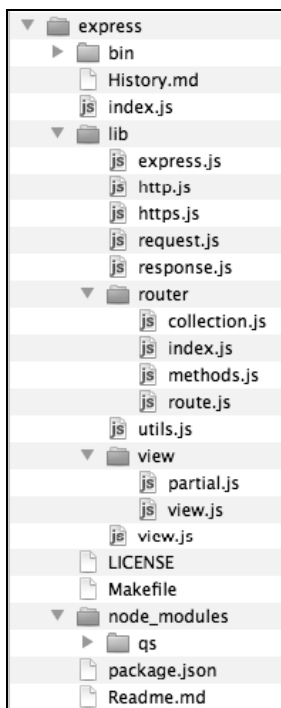 express
bin
History.md
js index.js
lib
js express.js
js http.js
js https.js
js request.js
js response.js
router
js collection.js
js index.js
js methods.js
js route.js
js utils.js
view
js partial.js
js view.js
js view.js
LICENSE
Makefile
node_modules
qs
package.json
Readme.md